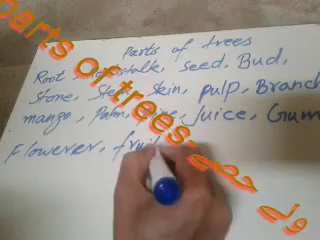 Parts of trees
Root, stalk, seed, Bud,
Stone, skin, pulp, Branch
mango, Palm, Juice, Gum
Flowerer, fruit
parts of trees-